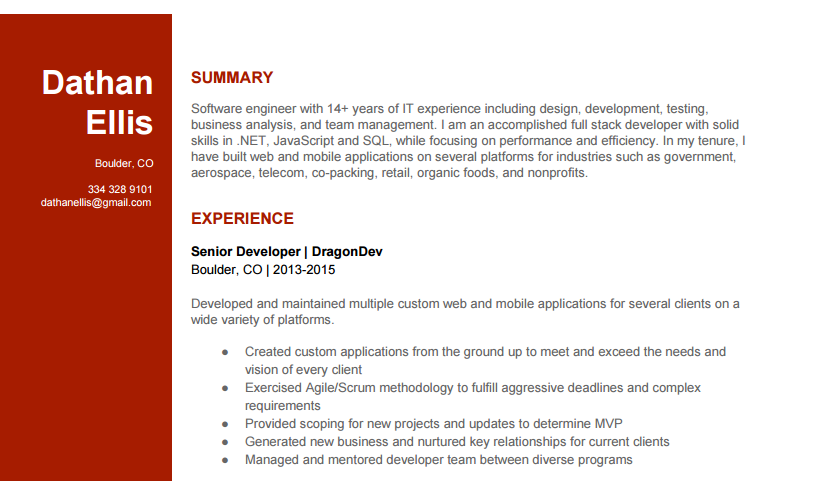 Dathan
Ellis
Boulder, CO
334 328 9101
dathanellis@gmail.com
SUMMARY
Software engineer with 14+ years of IT experience including design, development, testing,
business analysis, and team management. I am an accomplished full stack developer with solid
skills in .NET, JavaScript and SQL, while focusing on performance and efficiency. In my tenure, I
have built web and mobile applications on several platforms for industries such as government,
aerospace, telecom, co-packing, retail, organic foods, and nonprofits.
EXPERIENCE
Senior Developer | DragonDev
Boulder, CO | 2013-2015
Developed and maintained multiple custom web and mobile applications for several clients on a
wide variety of platforms.
● Created custom applications from the ground up to meet and exceed the needs and
vision of every client
● Exercised Agile/Scrum methodology to fulfill aggressive deadlines and complex
requirements
● Provided scoping for new projects and updates to determine MVP
● Generated new business and nurtured key relationships for current clients
● Managed and mentored developer team between diverse programs